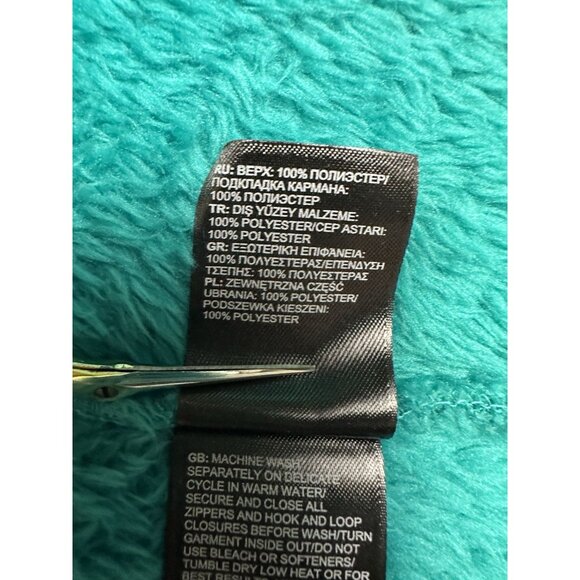 RU: ВЕРХ: 100% ПОЛИЭСТЕР/
ПОДКЛАДКА КАРМАНА:
100% ПОЛИЭСТЕР
TR: DIŞ YÜZEY MALZEME:
100% POLYESTER/CEP ASTARI:
100% POLYESTER
GR: ΕΞΩΤΕΡΙΚΗ ΕΠΙΦΑΝΕΙΑ:
100% ΠΟΛΥΕΣΤΕΡΑΣ/ΕΠΕΝΔΥΣΗ
ΤΣΕΠΗΣ: 100% ΠΟΛΥΕΣΤΕΡΑΣ
PL: ZEWNĘTRZNA CZĘŚĆ
UBRANIA: 100% POLYESTER/
PODSZEWKA KIESZENI:
100% POLYESTER
GB: MACHINE WASH
SEPARATELY ON DELICATE
CYCLE IN WARM WATER/
SECURE AND CLOSE ALL
ZIPPERS AND HOOK AND LOOP
CLOSURES BEFORE WASH/TURN
GARMENT INSIDE OUT/DO NOT
USE BLEACH OR SOFTENERS/
TUMBLE DRY LOW HEAT OR FOR
BEST RESULTS